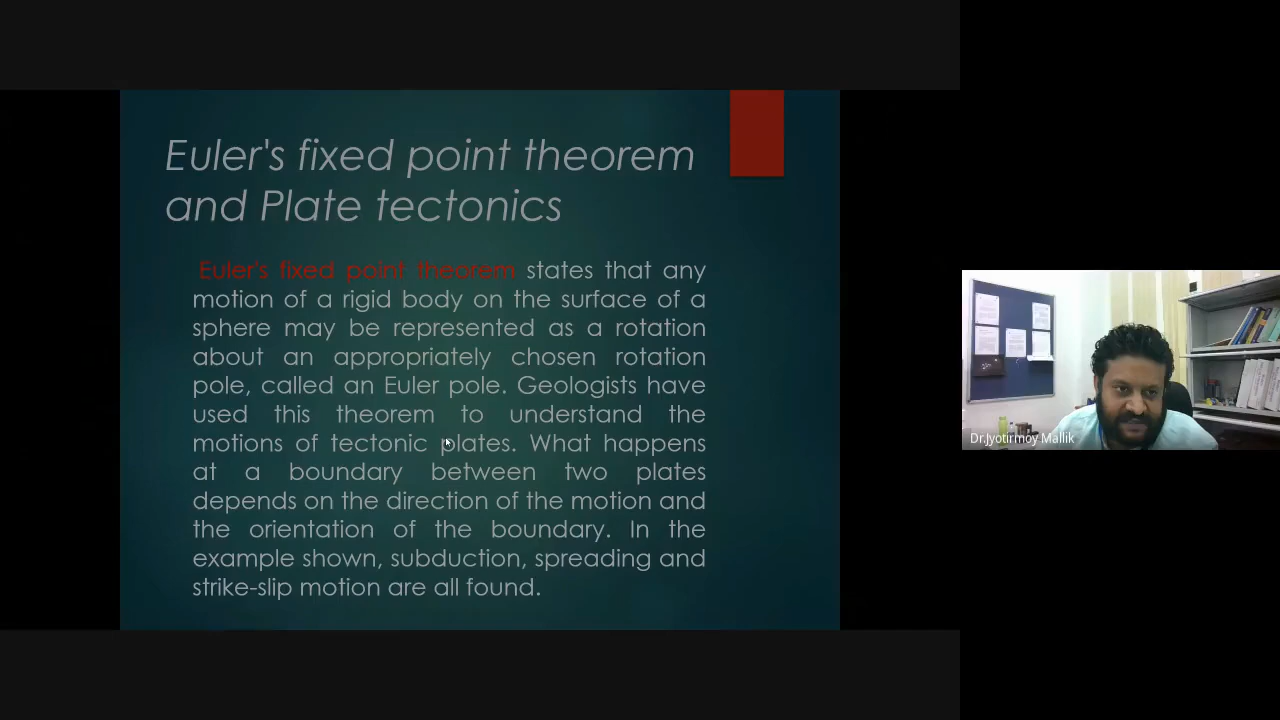 Euler's fixed point theorem
and Plate tectonics
Euler's fixed point theorem states that any
motion of a rigid body on the surface of a
sphere may be represented as a rotation
about an appropriately chosen rotation
pole, called an Euler pole. Geologists have
used this theorem to understand the
motions of tectonic plates. What happens
at a boundary between two plates
depends on the direction of the motion and
the orientation of the boundary. In the
example shown, subduction, spreading and
strike-slip motion are all found.
Dr.Jyotirmoy Mallik